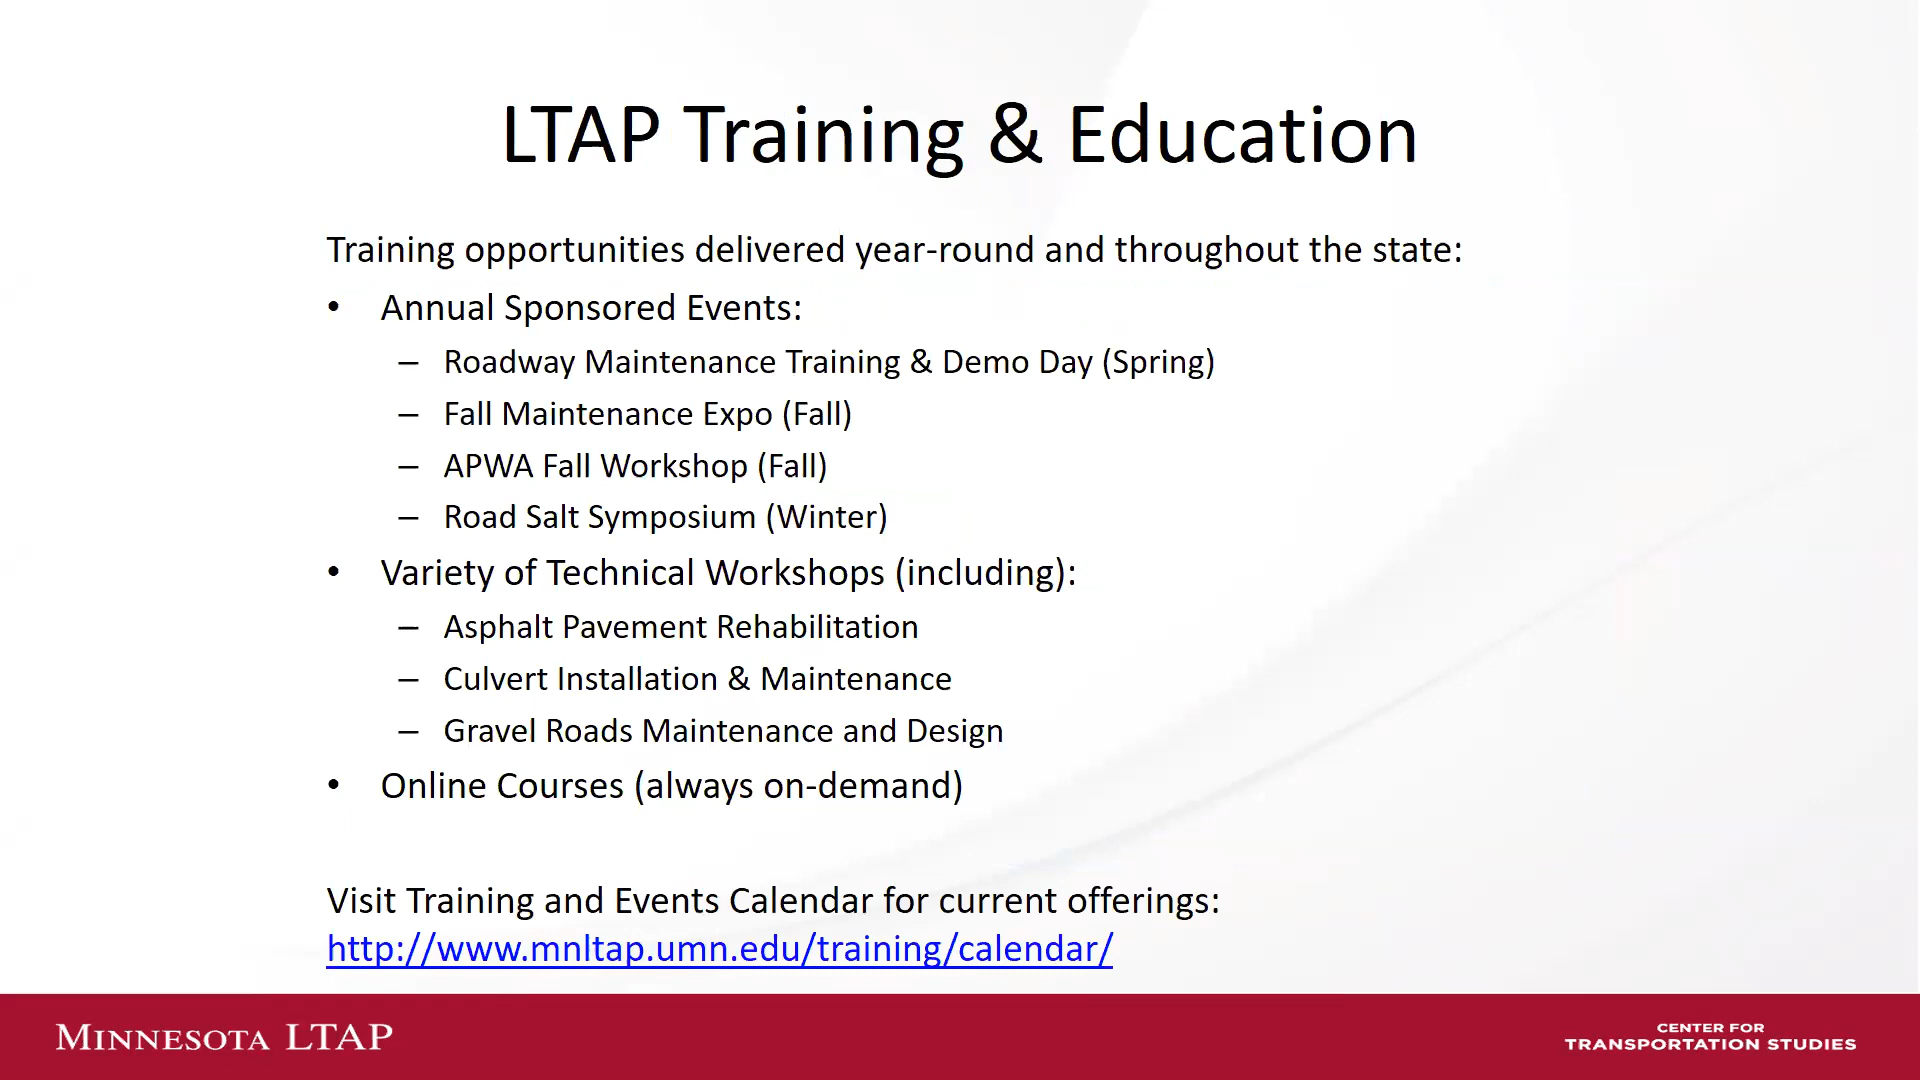 LTAP Training & Education
Training opportunities delivered year-round and throughout the state:
• Annual Sponsored Events:
– Roadway Maintenance Training & Demo Day (Spring)
– Fall Maintenance Expo (Fall)
– APWA Fall Workshop (Fall)
– Road Salt Symposium (Winter)
• Variety of Technical Workshops (including):
– Asphalt Pavement Rehabilitation
– Culvert Installation & Maintenance
– Gravel Roads Maintenance and Design
• Online Courses (always on-demand)
Visit Training and Events Calendar for current offerings:
http://www.mnltap.umn.edu/training/calendar/
MINNESOTA LTAP
CENTER FOR
TRANSPORTATION STUDIES